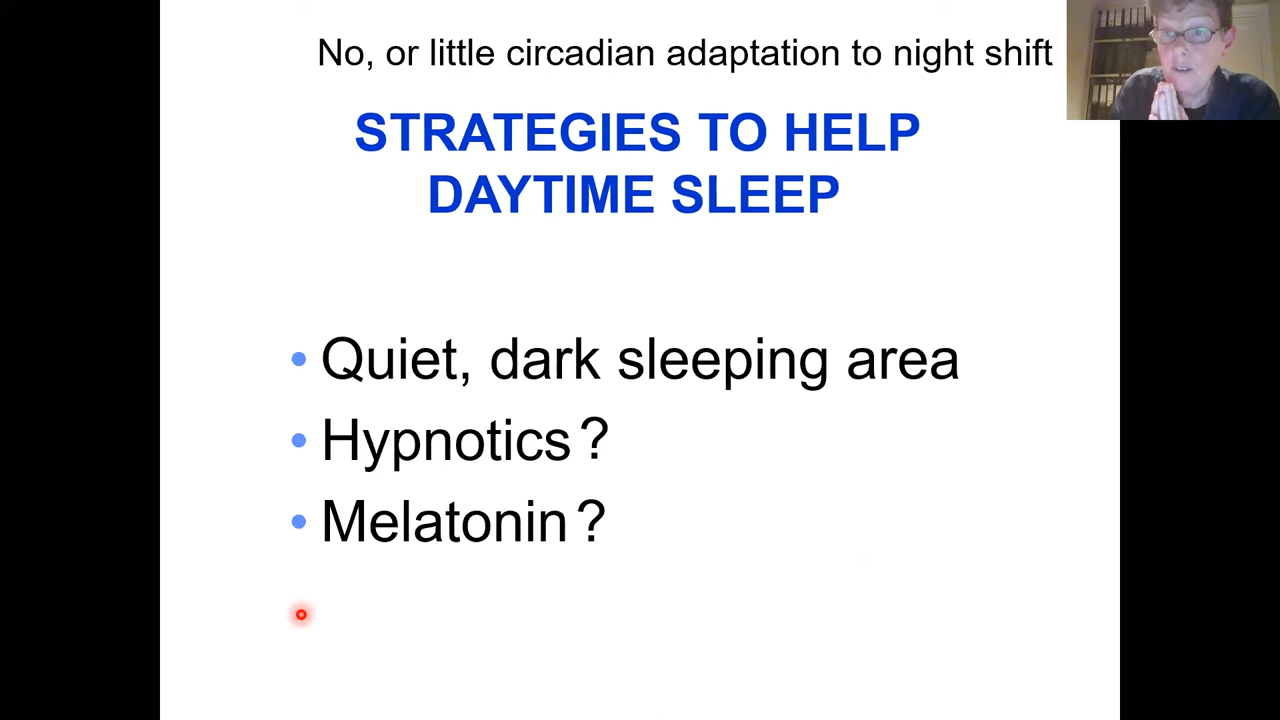 No, or little circadian adaptation to night shift
STRATEGIES TO HELP
DAYTIME SLEEP
• Quiet, dark sleeping area
• Hypnotics ?
• Melatonin ?